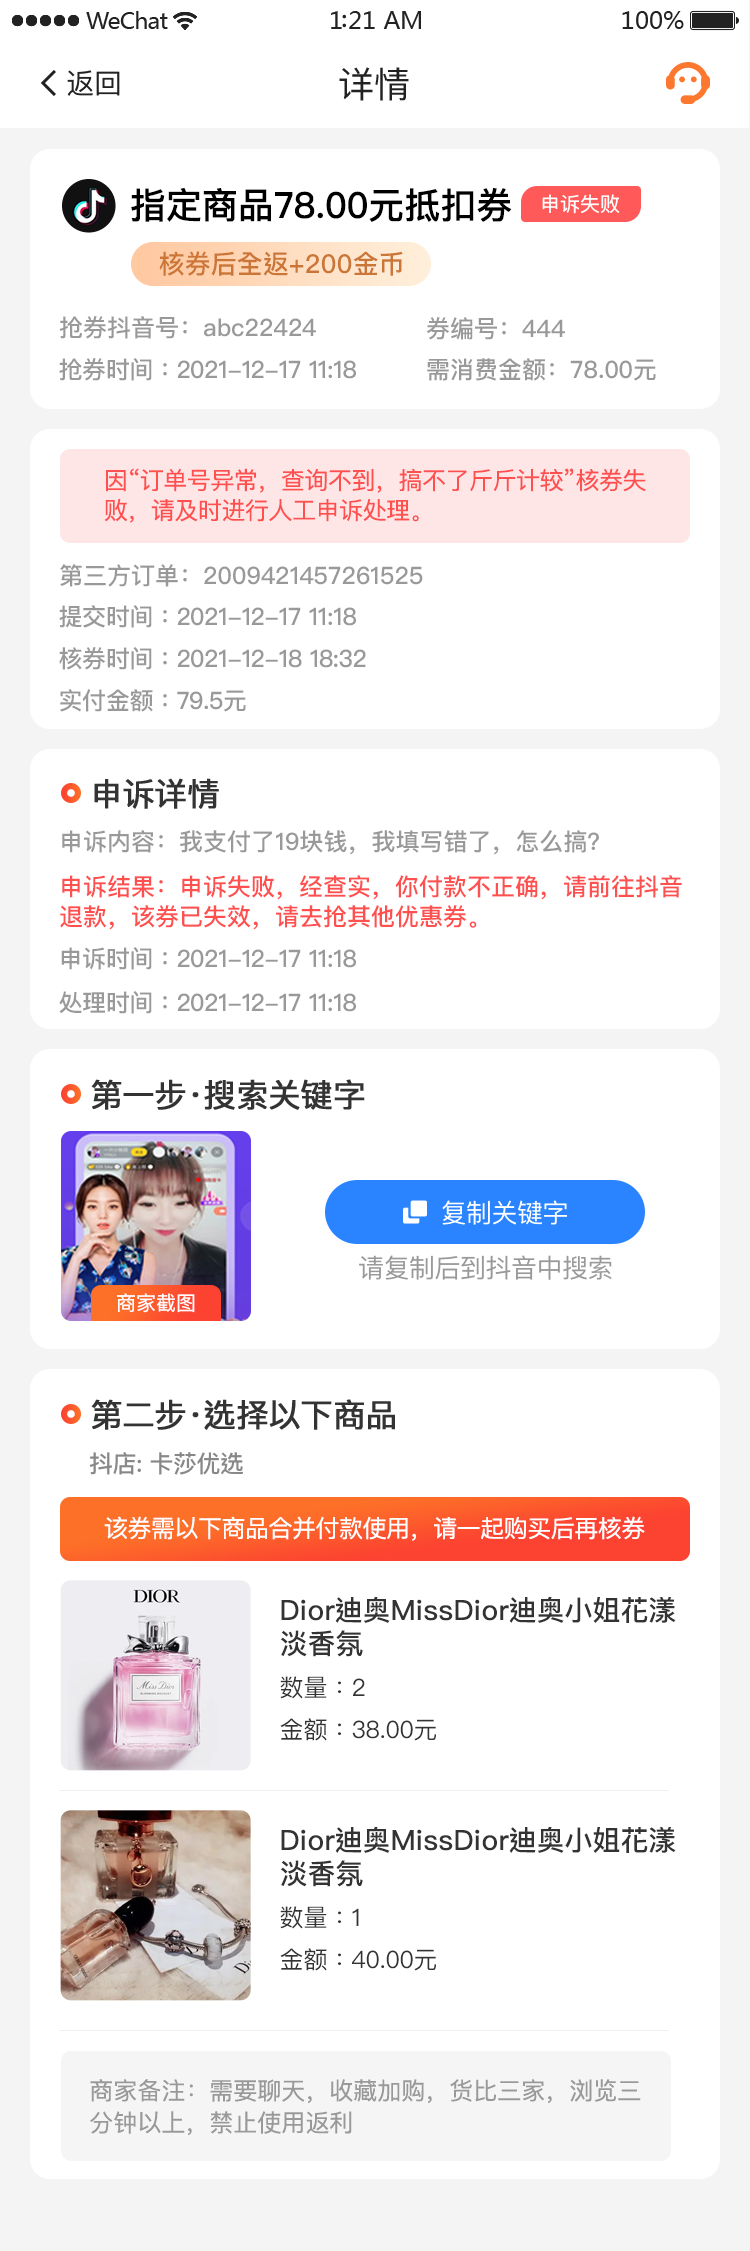 WeChat 1:21 AM 100%
返回 详情
指定商品78.00元抵扣券 申诉失败
核券后全返+200金币
抢券抖音号：abc22424 券编号：444
抢券时间：2021-12-17 11:18 需消费金额：78.00元
因“订单号异常，查询不到，搞不了斤斤计较”核券失
败，请及时进行人工申诉处理。
第三方订单：2009421457261525
提交时间：2021-12-17 11:18
核券时间：2021-12-18 18:32
实付金额：79.5元
申诉详情
申诉内容：我支付了19块钱，我填写错了，怎么搞?
申诉结果：申诉失败，经查实，你付款不正确，请前往抖音
退款，该券已失效，请去抢其他优惠券。
申诉时间：2021-12-17 11:18
处理时间：2021-12-17 11:18
第一步·搜索关键字
商家截图
复制关键字
请复制后到抖音中搜索
第二步·选择以下商品
抖店: 卡莎优选
该券需以下商品合并付款使用，请一起购买后再核券
DIOR
Miss Dior
Dior迪奥MissDior迪奥小姐花漾
淡香氛
数量：2
金额：38.00元
Dior迪奥MissDior迪奥小姐花漾
淡香氛
数量：1
金额：40.00元
商家备注：需要聊天，收藏加购，货比三家，浏览三
分钟以上，禁止使用返利